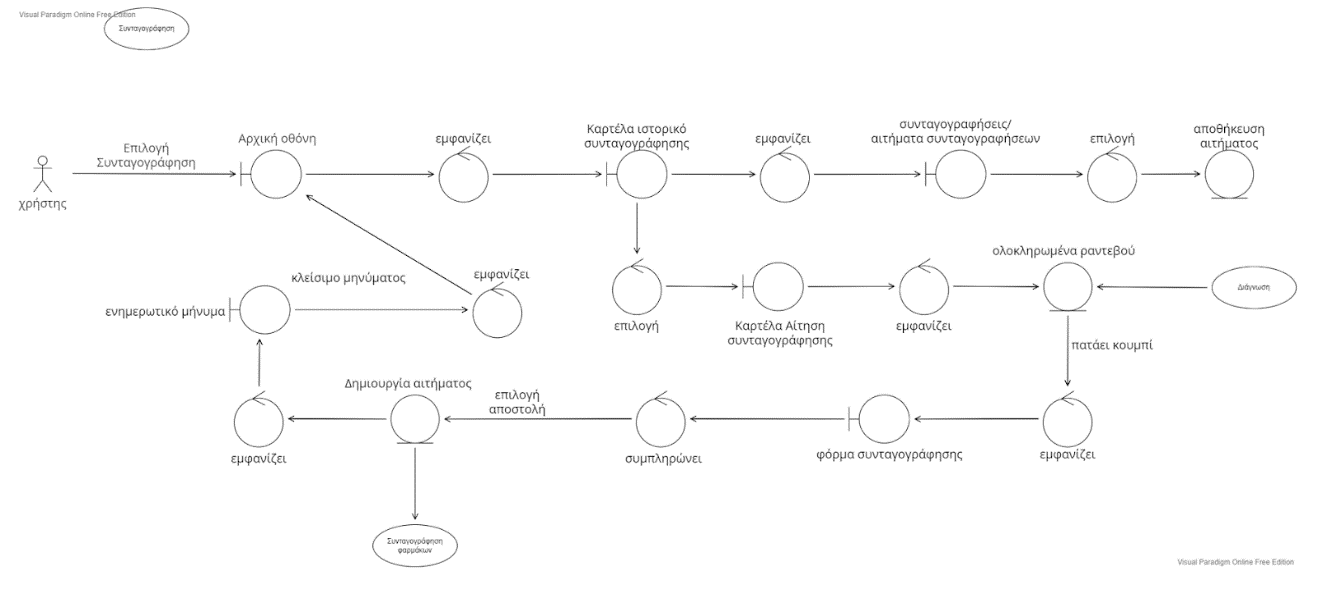 Visual Paradigm Online Free Edition
Συνταγογράφηση
Επιλογή
Συνταγογράφηση
Αρχική οθόνη
εμφανίζει
Καρτέλα ιστορικό
συνταγογράφησης
εμφανίζει
συνταγογραφήσεις/
αιτήματα συνταγογραφήσεων
επιλογή
αποθήκευση
αιτήματος
χρήστης
κλείσιμο μηνύματος
εμφανίζει
ολοκληρωμένα ραντεβού
ενημερωτικό μήνυμα
επιλογή
Καρτέλα Αίτηση
συνταγογράφησης
εμφανίζει
Διάγνωση
πατάει κουμπί
Δημιουργία αιτήματος
επιλογή
αποστολή
εμφανίζει
συμπληρώνει
φόρμα συνταγογράφησης
εμφανίζει
Συνταγογράφηση
φαρμάκων
Visual Paradigm Online Free Edition